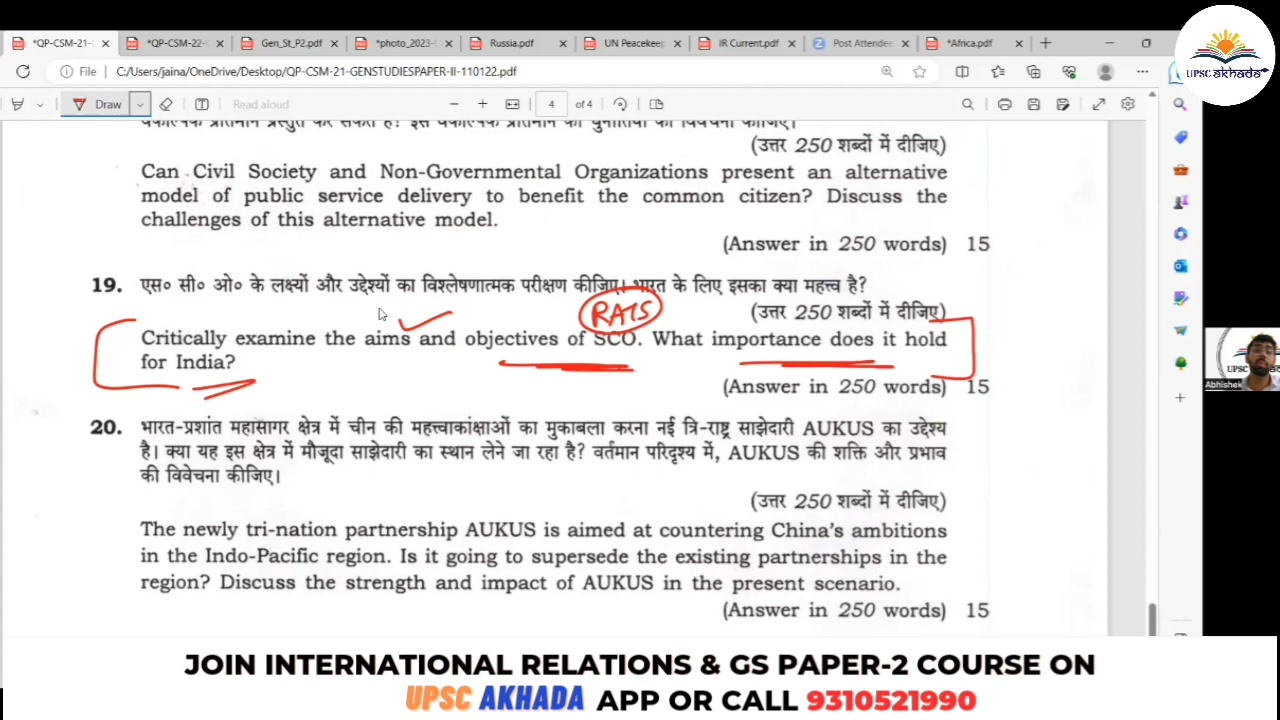 *QP-CSM-21-
*QP-CSM-22-
Gen_St_P2.pdf
*photo_2023-
Russia.pdf
UN Peacekee
IR Current.pdf
Post Attendee
*Africa.pdf
File
C:/Users/jaina/OneDrive/Desktop/QP-CSM-21-GENSTUDIESPAPER-II-110122.pdf
UPSC akhada
Draw
Read aloud
4
of 4
(उत्तर 250 शब्दों में दीजिए)
Can Civil Society and Non-Governmental Organizations present an alternative
model of public service delivery to benefit the common citizen? Discuss the
challenges of this alternative model.
(Answer in 250 words) 15
19. एस० सी० ओ० के लक्ष्यों और उद्देश्यों का विश्लेषणात्मक परीक्षण कीजिए। भारत के लिए इसका क्या महत्त्व है?
RATS
(उत्तर 250 शब्दों में दीजिए)
Critically examine the aims and objectives of SCO. What importance does it hold
for India?
(Answer in 250 words) 15
20. भारत-प्रशांत महासागर क्षेत्र में चीन की महत्त्वाकांक्षाओं का मुकाबला करना नई त्रि-राष्ट्र साझेदारी AUKUS का उद्देश्य
है। क्या यह इस क्षेत्र में मौजूदा साझेदारी का स्थान लेने जा रहा है? वर्तमान परिदृश्य में, AUKUS की शक्ति और प्रभाव
की विवेचना कीजिए।
(उत्तर 250 शब्दों में दीजिए)
The newly tri-nation partnership AUKUS is aimed at countering China's ambitions
in the Indo-Pacific region. Is it going to supersede the existing partnerships in the
region? Discuss the strength and impact of AUKUS in the present scenario.
(Answer in 250 words) 15
UPSC
Abhishek
JOIN INTERNATIONAL RELATIONS & GS PAPER-2 COURSE ON
UPSC AKHADA APP OR CALL 9310521990